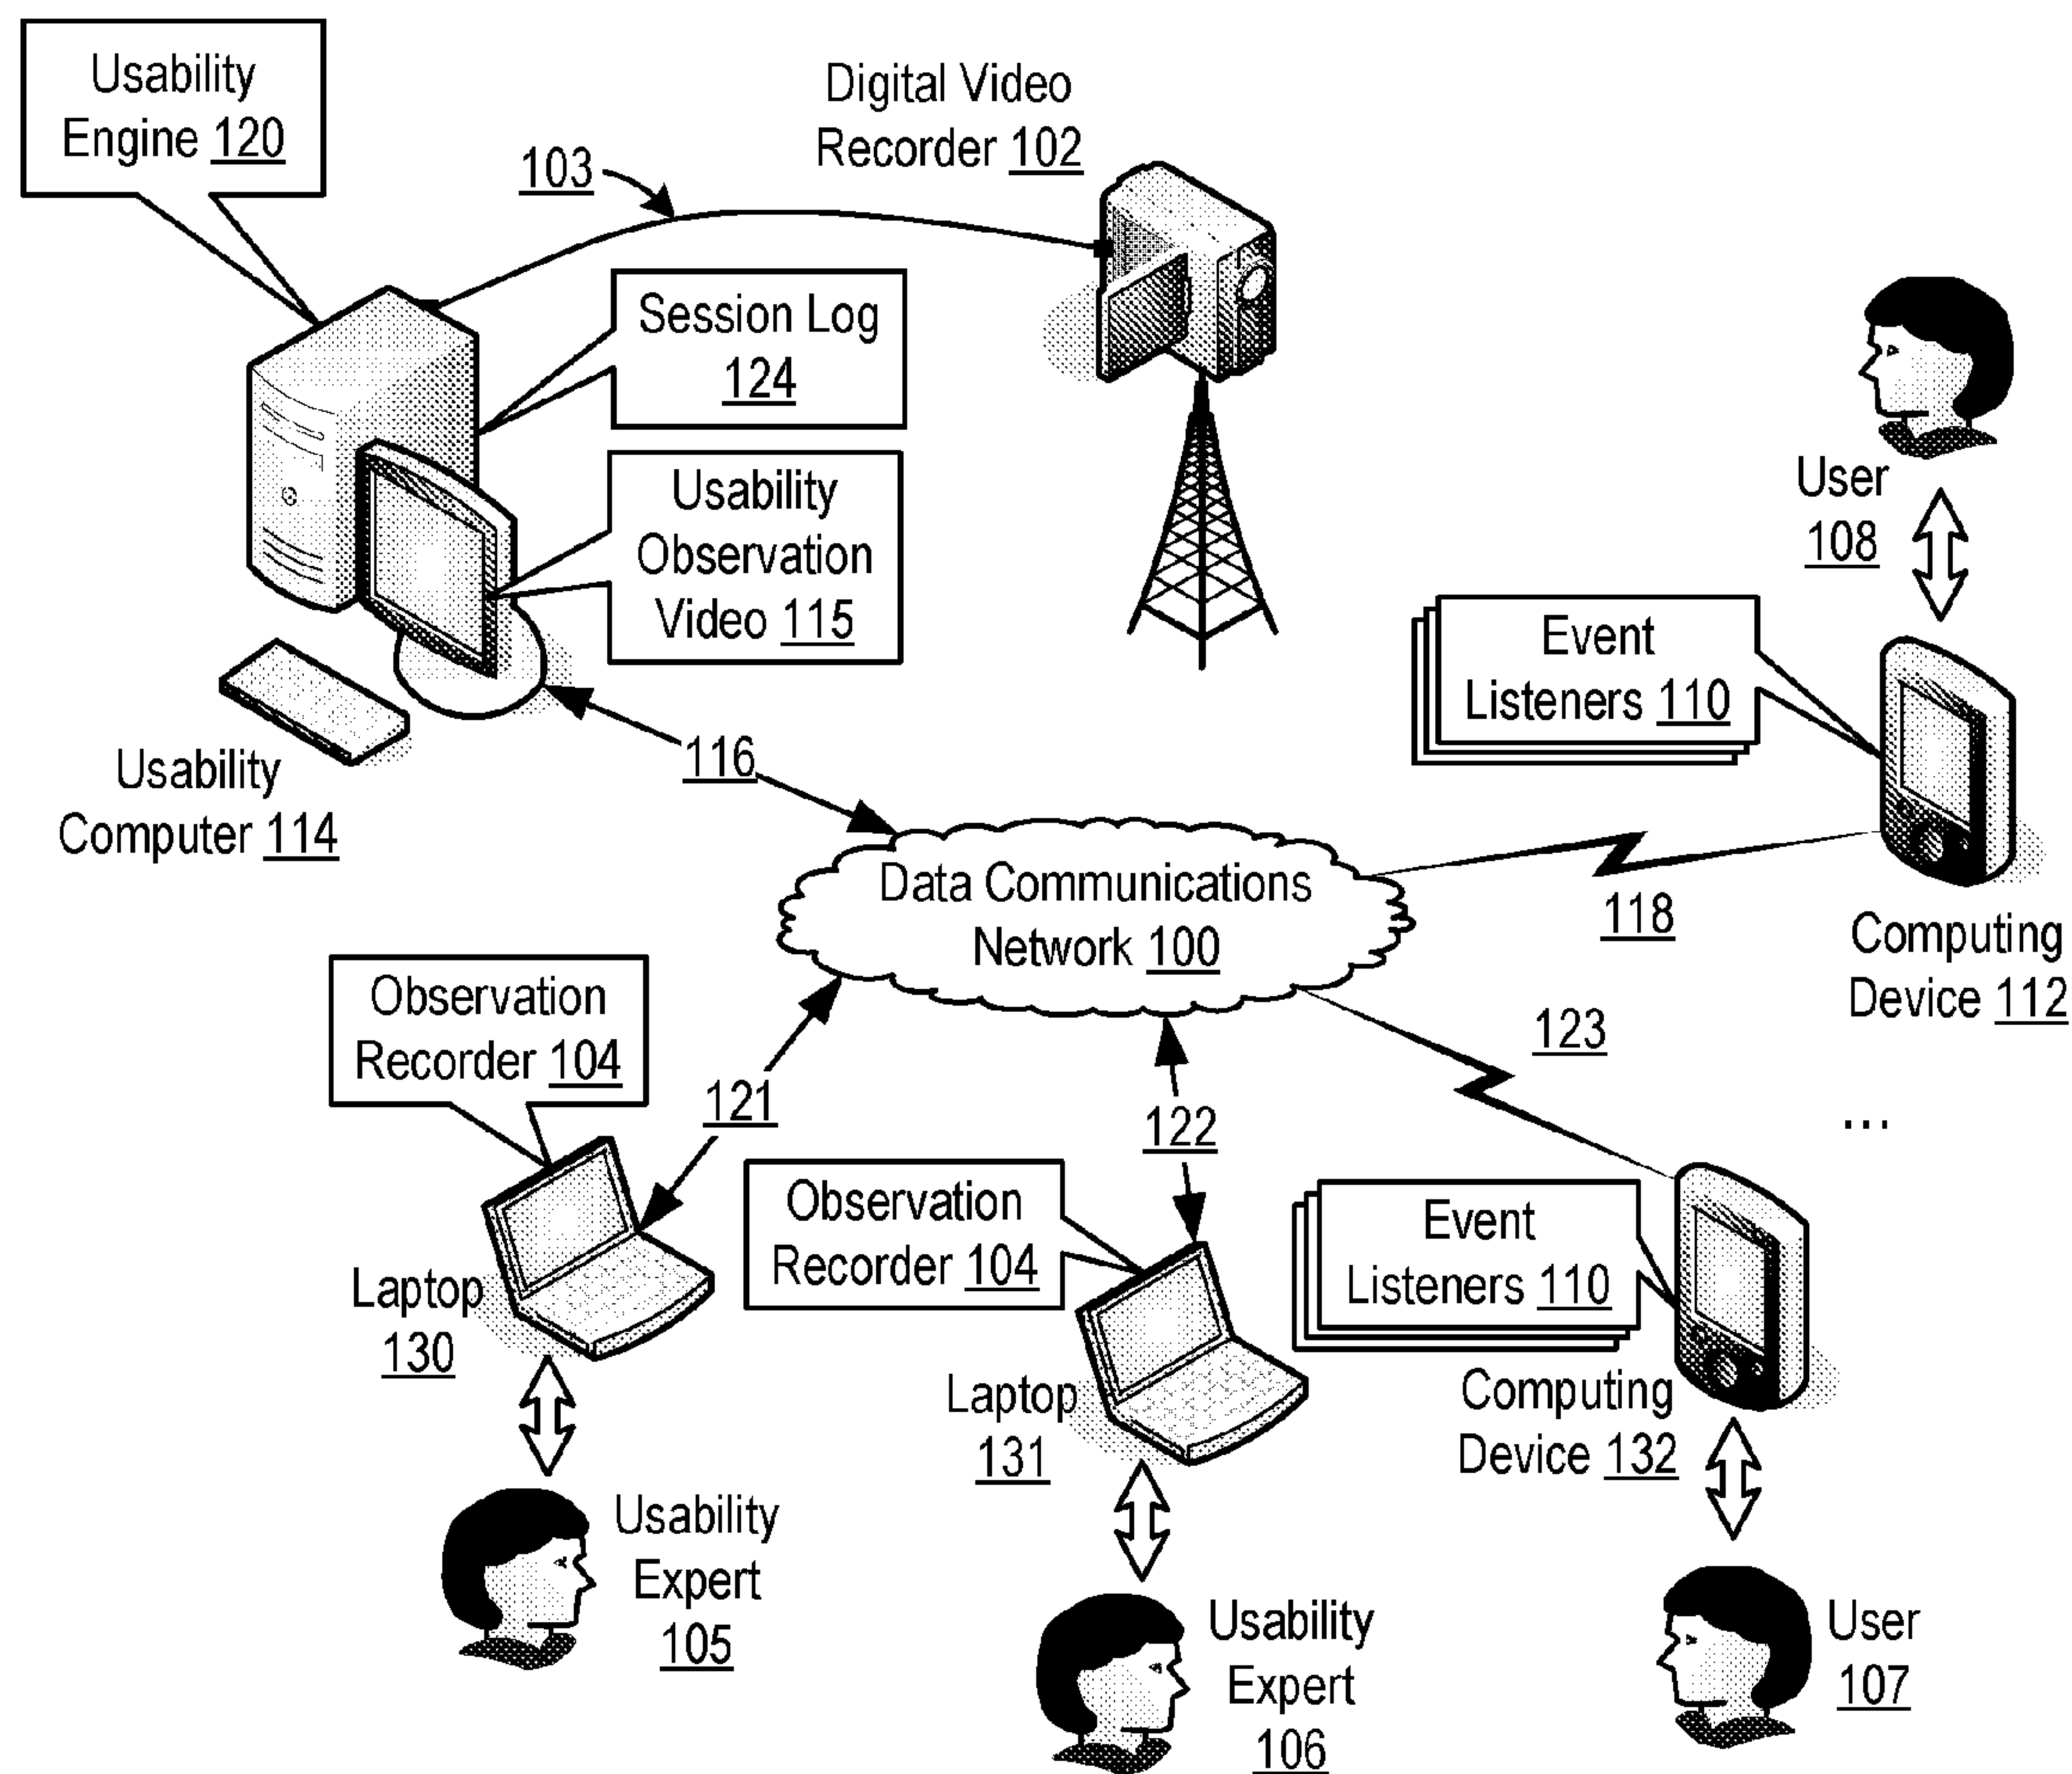 Usability
Engine 120
Digital Video
Recorder 102
103
Session Log
124
Usability
Observation
Video 115
User
108
Event
Listeners 110
116
Usability
Computer 114
Data Communications
Network 100
118
Computing
Device 112
Observation
Recorder 104
121
122
123
...
Observation
Recorder 104
Event
Listeners 110
Laptop
130
Laptop
131
Computing
Device 132
Usability
Expert
105
Usability
Expert
106
User
107